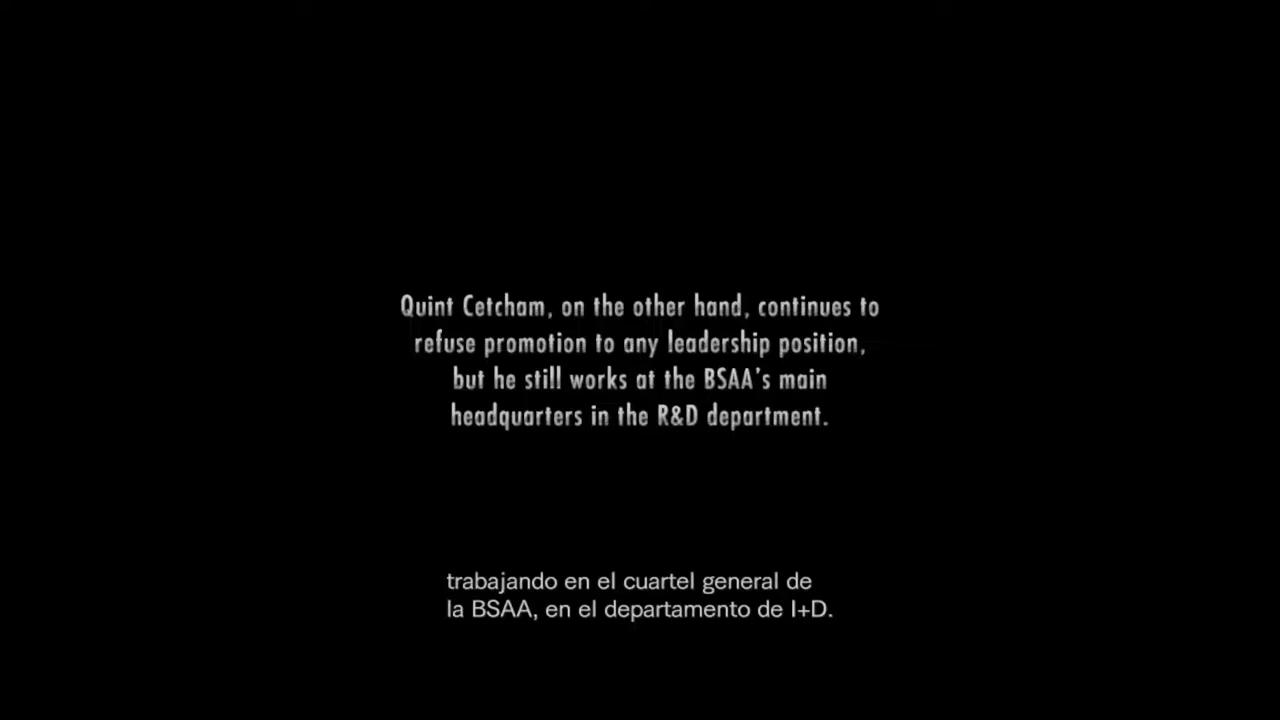 Quint Cetcham, on the other hand, continues to
refuse promotion to any leadership position,
but he still works at the BSAA's main
headquarters in the R&D department.
trabajando en el cuartel general de
la BSAA, en el departamento de I+D.